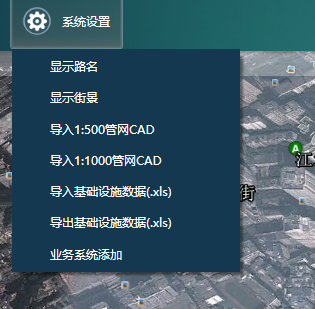 系统设置
显示路名
显示街景
导入1:500管网CAD
导入1:1000管网CAD
导入基础设施数据(.xls)
导出基础设施数据(.xls)
业务系统添加
A
江
街